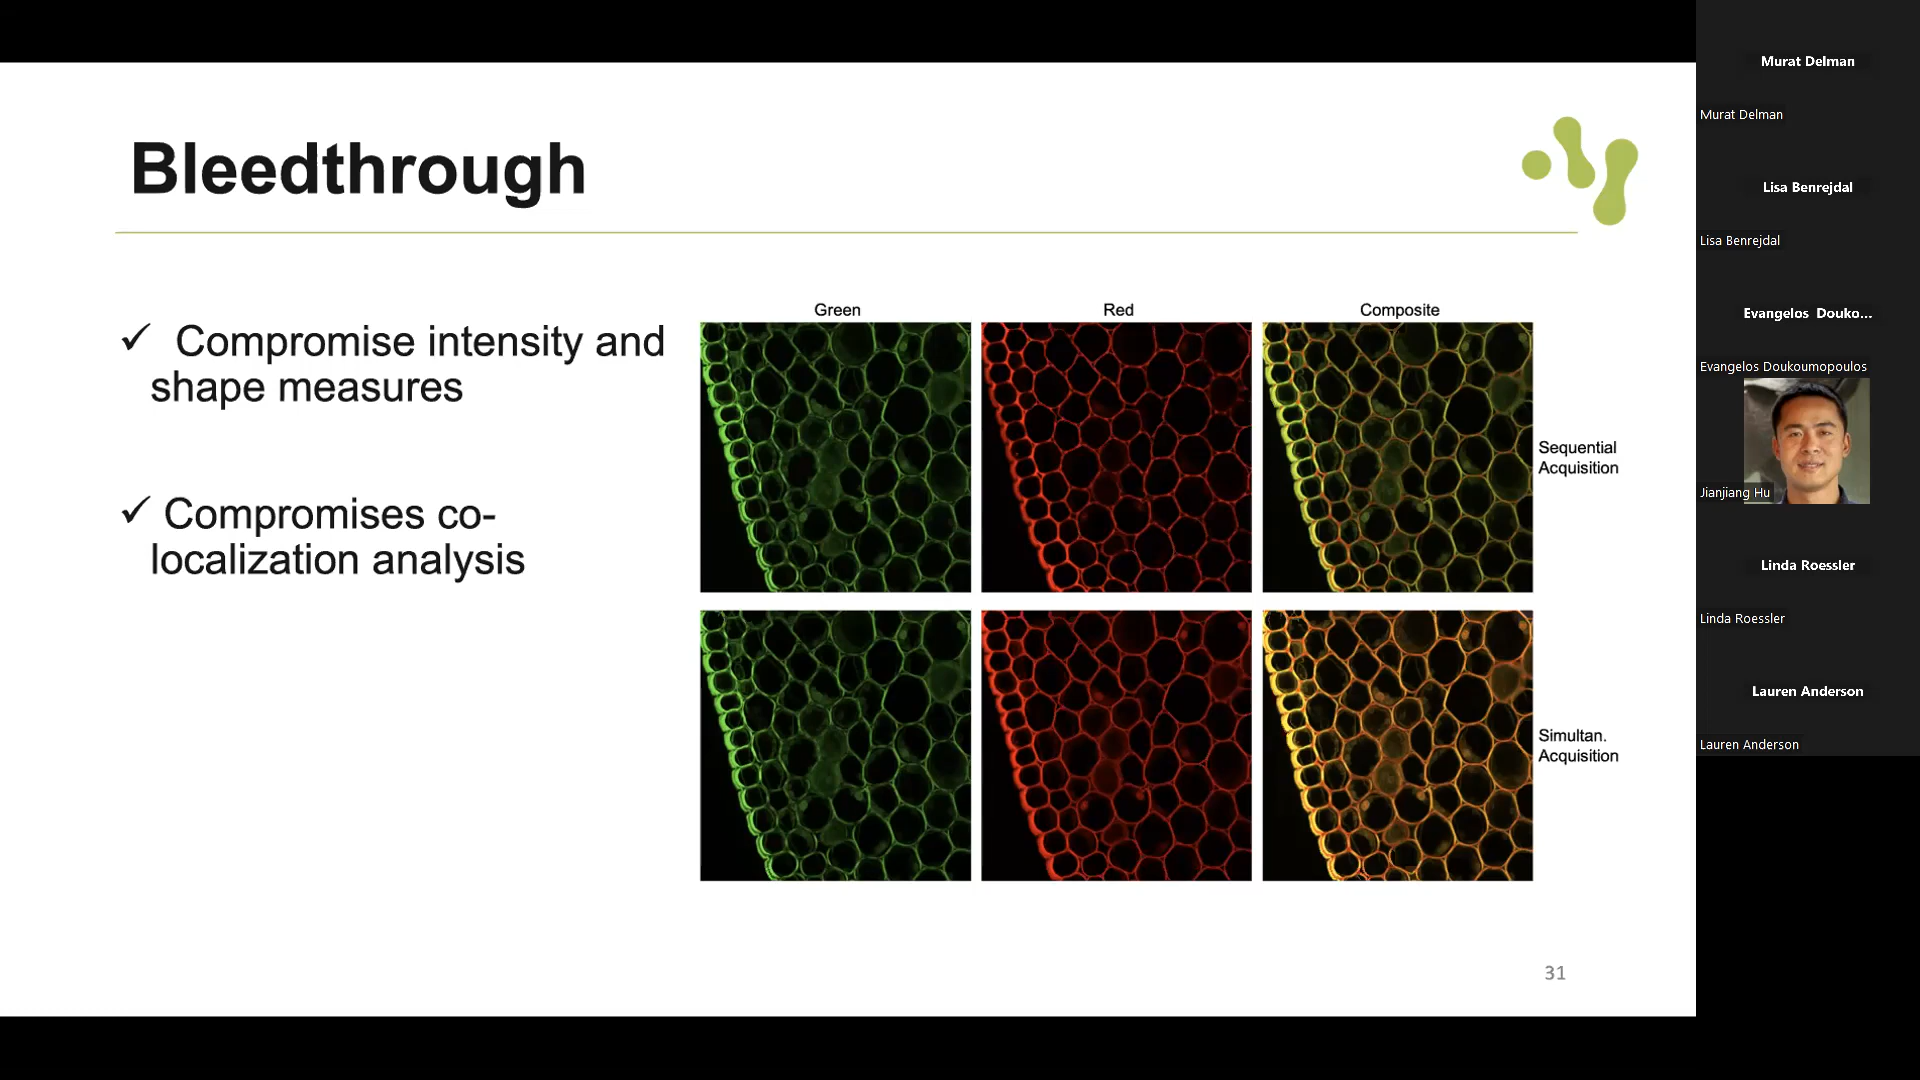 Bleedthrough
✓ Compromise intensity and
shape measures
✓ Compromises co-
localization analysis
Green
Red
Composite
Sequential
Acquisition
Simultan.
Acquisition
31
Murat Delman
Murat Delman
Lisa Benrejdal
Lisa Benrejdal
Evangelos Douko...
Evangelos Doukoumopoulos
Jianjiang Hu
Linda Roessler
Linda Roessler
Lauren Anderson
Lauren Anderson